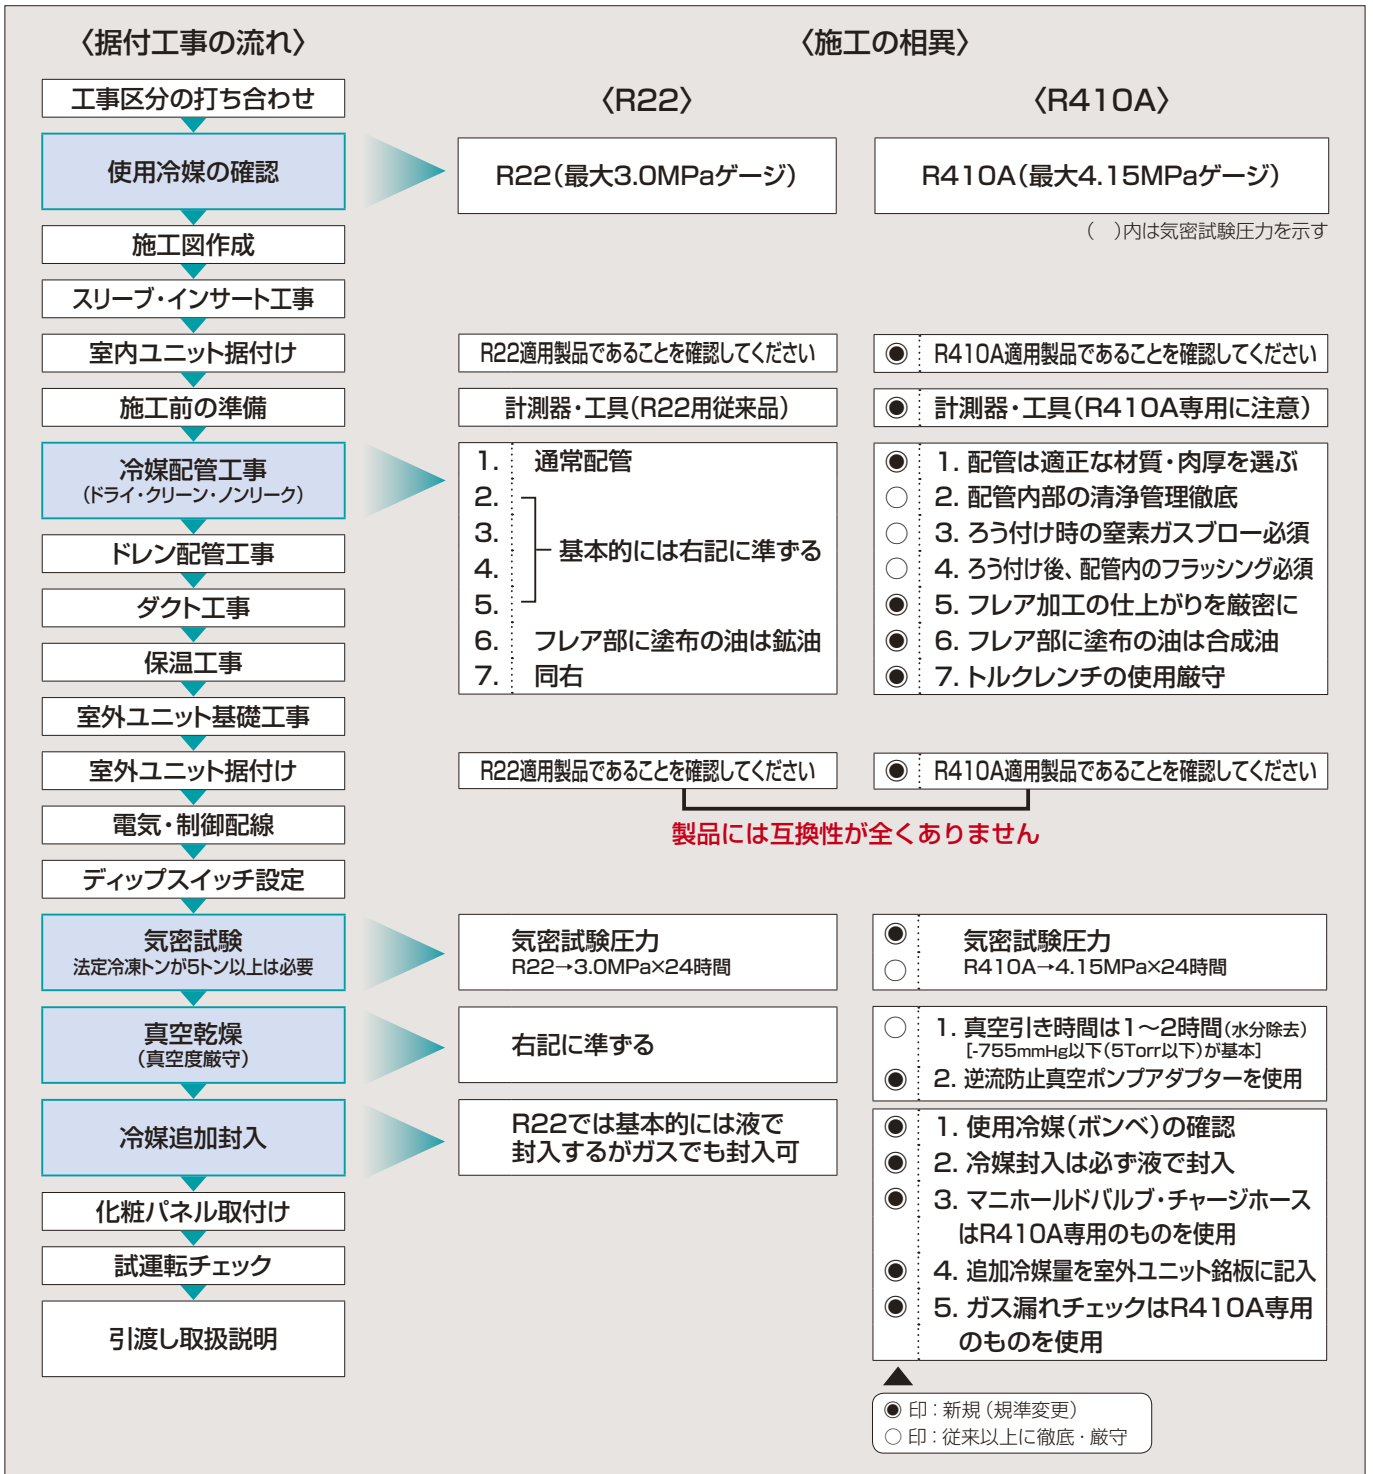 〈据付工事の流れ〉
〈施工の相異〉
工事区分の打ち合わせ
〈R22〉
〈R410A〉
使用冷媒の確認
R22(最大3.0MPaゲージ)
R410A(最大4.15MPaゲージ)
(　)内は気密試験圧力を示す
施工図作成
スリーブ・インサート工事
室内ユニット据付け
R22適用製品であることを確認してください
◉ R410A適用製品であることを確認してください
施工前の準備
計測器・工具(R22用従来品)
◉ 計測器・工具(R410A専用に注意)
冷媒配管工事
(ドライ・クリーン・ノンリーク)
1. 通常配管
2.
3.
基本的には右記に準ずる
4.
5.
6. フレア部に塗布の油は鉱油
7. 同右
◉ 1. 配管は適正な材質・肉厚を選ぶ
○ 2. 配管内部の清浄管理徹底
○ 3. ろう付け時の窒素ガスブロー必須
○ 4. ろう付け後、配管内のフラッシング必須
◉ 5. フレア加工の仕上がりを厳密に
◉ 6. フレア部に塗布の油は合成油
◉ 7. トルクレンチの使用厳守
ドレン配管工事
ダクト工事
保温工事
室外ユニット基礎工事
室外ユニット据付け
R22適用製品であることを確認してください
◉ R410A適用製品であることを確認してください
製品には互換性が全くありません
電気・制御配線
ディップスイッチ設定
気密試験
法定冷凍トンが5トン以上は必要
気密試験圧力
R22→3.0MPa×24時間
◉ 気密試験圧力
○ R410A→4.15MPa×24時間
真空乾燥
(真空度厳守)
右記に準ずる
○ 1. 真空引き時間は1〜2時間(水分除去)
[-755mmHg以下(5Torr以下)が基本]
◉ 2. 逆流防止真空ポンプアダプターを使用
冷媒追加封入
R22では基本的には液で
封入するがガスでも封入可
◉ 1. 使用冷媒(ボンベ)の確認
◉ 2. 冷媒封入は必ず液で封入
◉ 3. マニホールドバルブ・チャージホース
はR410A専用のものを使用
◉ 4. 追加冷媒量を室外ユニット銘板に記入
◉ 5. ガス漏れチェックはR410A専用
のものを使用
化粧パネル取付け
試運転チェック
引渡し取扱説明
◉ 印：新規(規準変更)
○ 印：従来以上に徹底・厳守